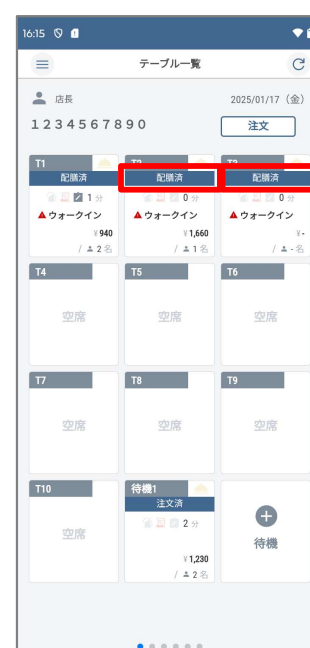 16:15
テーブル一覧
店長
2025/01/17（金）
1234567890
注文
T1
配膳済
1 分
ウォークイン
¥ 940
/ 2 名
T2
配膳済
0 分
ウォークイン
¥ 1,660
/ 1 名
T3
配膳済
0 分
ウォークイン
¥ -
/ - 名
T4
空席
T5
空席
T6
空席
T7
空席
T8
空席
T9
空席
T10
空席
待機1
注文済
2 分
¥ 1,230
/ 2 名
待機